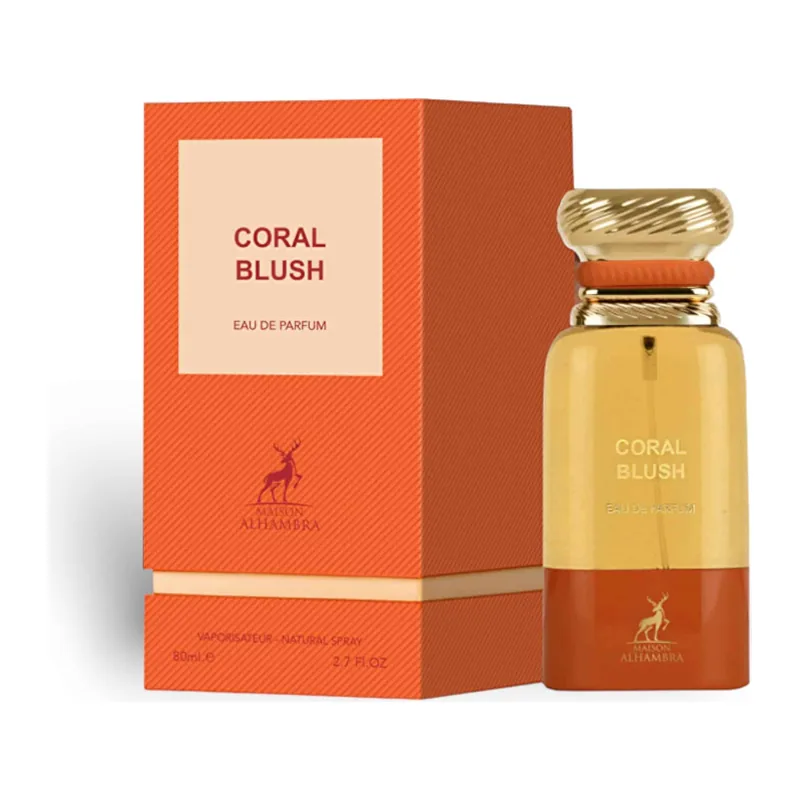 CORAL
BLUSH
EAU DE PARFUM
MAISON
ALHAMBRA
VAPORISATEUR - NATURAL SPRAY
80ml.e 2.7 Fl.OZ
CORAL
BLUSH
EAU DE PARFUM
MAISON
ALHAMBRA